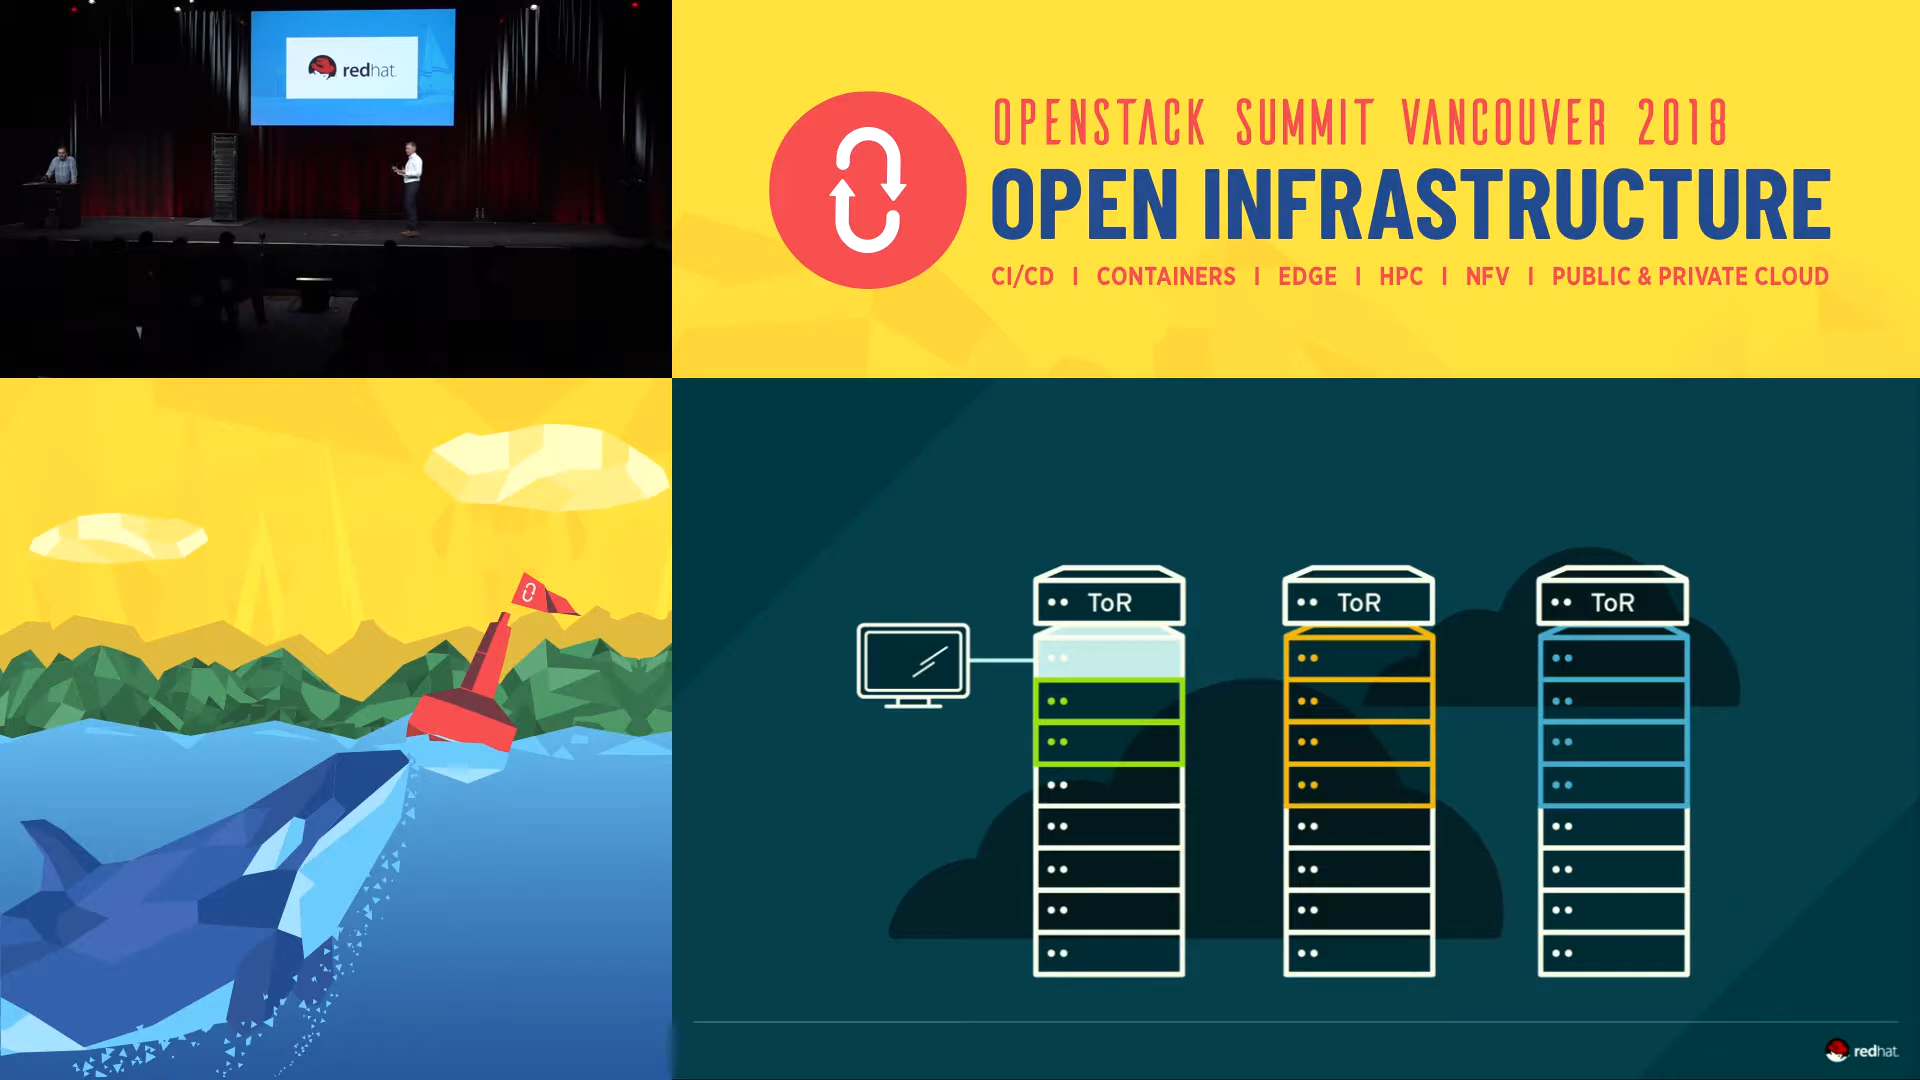 redhat.
OPENSTACK SUMMIT VANCOUVER 2018
OPEN INFRASTRUCTURE
CI/CD | CONTAINERS | EDGE | HPC | NFV | PUBLIC & PRIVATE CLOUD
ToR ToR ToR
redhat.